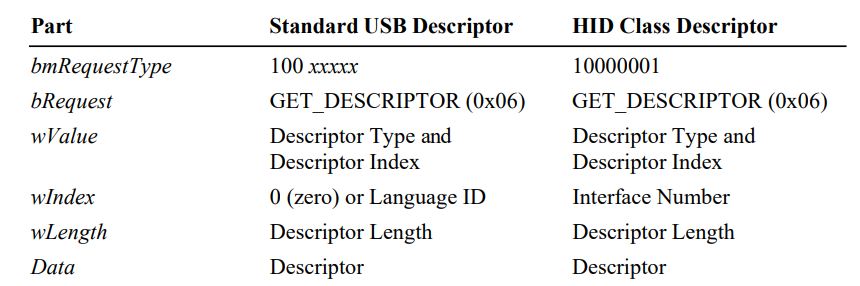 Part Standard USB Descriptor HID Class Descriptor
bmRequestType 100 xxxxx 10000001
bRequest GET_DESCRIPTOR (0x06) GET_DESCRIPTOR (0x06)
wValue Descriptor Type and Descriptor Type and
Descriptor Index Descriptor Index
wIndex 0 (zero) or Language ID Interface Number
wLength Descriptor Length Descriptor Length
Data Descriptor Descriptor